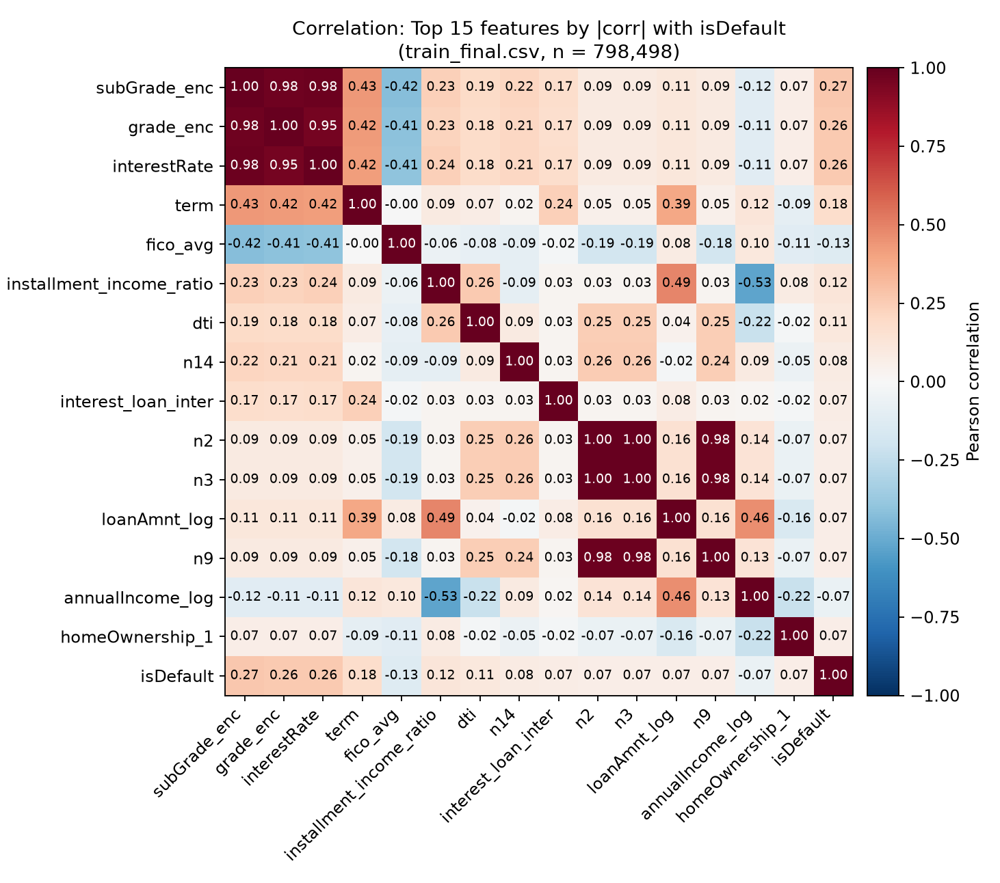 Correlation: Top 15 features by |corr| with isDefault
(train_final.csv, n = 798,498)
subGrade_enc 1.00 0.98 0.98 0.43 -0.42 0.23 0.19 0.22 0.17 0.09 0.09 0.11 0.09 -0.12 0.07 0.27
grade_enc 0.98 1.00 0.95 0.42 -0.41 0.23 0.18 0.21 0.17 0.09 0.09 0.11 0.09 -0.11 0.07 0.26
interestRate 0.98 0.95 1.00 0.42 -0.41 0.24 0.18 0.21 0.17 0.09 0.09 0.11 0.09 -0.11 0.07 0.26
term 0.43 0.42 0.42 1.00 -0.00 0.09 0.07 0.02 0.24 0.05 0.05 0.39 0.05 0.12 -0.09 0.18
fico_avg -0.42 -0.41 -0.41 -0.00 1.00 -0.06 -0.08 -0.09 -0.02 -0.19 -0.19 0.08 -0.18 0.10 -0.11 -0.13
installment_income_ratio 0.23 0.23 0.24 0.09 -0.06 1.00 0.26 -0.09 0.03 0.03 0.03 0.49 0.03 -0.53 0.08 0.12
dti 0.19 0.18 0.18 0.07 -0.08 0.26 1.00 0.09 0.03 0.25 0.25 0.04 0.25 -0.22 -0.02 0.11
n14 0.22 0.21 0.21 0.02 -0.09 -0.09 0.09 1.00 0.03 0.26 0.26 -0.02 0.24 0.09 -0.05 0.08
interest_loan_inter 0.17 0.17 0.17 0.24 -0.02 0.03 0.03 0.03 1.00 0.03 0.03 0.08 0.03 0.02 -0.02 0.07
n2 0.09 0.09 0.09 0.05 -0.19 0.03 0.25 0.26 0.03 1.00 1.00 0.16 0.98 0.14 -0.07 0.07
n3 0.09 0.09 0.09 0.05 -0.19 0.03 0.25 0.26 0.03 1.00 1.00 0.16 0.98 0.14 -0.07 0.07
loanAmnt_log 0.11 0.11 0.11 0.39 0.08 0.49 0.04 -0.02 0.08 0.16 0.16 1.00 0.16 0.46 -0.16 0.07
n9 0.09 0.09 0.09 0.05 -0.18 0.03 0.25 0.24 0.03 0.98 0.98 0.16 1.00 0.13 -0.07 0.07
annualIncome_log -0.12 -0.11 -0.11 0.12 0.10 -0.53 -0.22 0.09 0.02 0.14 0.14 0.46 0.13 1.00 -0.22 -0.07
homeOwnership_1 0.07 0.07 0.07 -0.09 -0.11 0.08 -0.02 -0.05 -0.02 -0.07 -0.07 -0.16 -0.07 -0.22 1.00 0.07
isDefault 0.27 0.26 0.26 0.18 -0.13 0.12 0.11 0.08 0.07 0.07 0.07 0.07 0.07 -0.07 0.07 1.00
subGrade_enc
grade_enc
interestRate
term
fico_avg
installment_income_ratio
dti
n14
interest_loan_inter
n2
n3
loanAmnt_log
n9
annualIncome_log
homeOwnership_1
isDefault
1.00
0.75
0.50
0.25
0.00
−0.25
−0.50
−0.75
−1.00
Pearson correlation